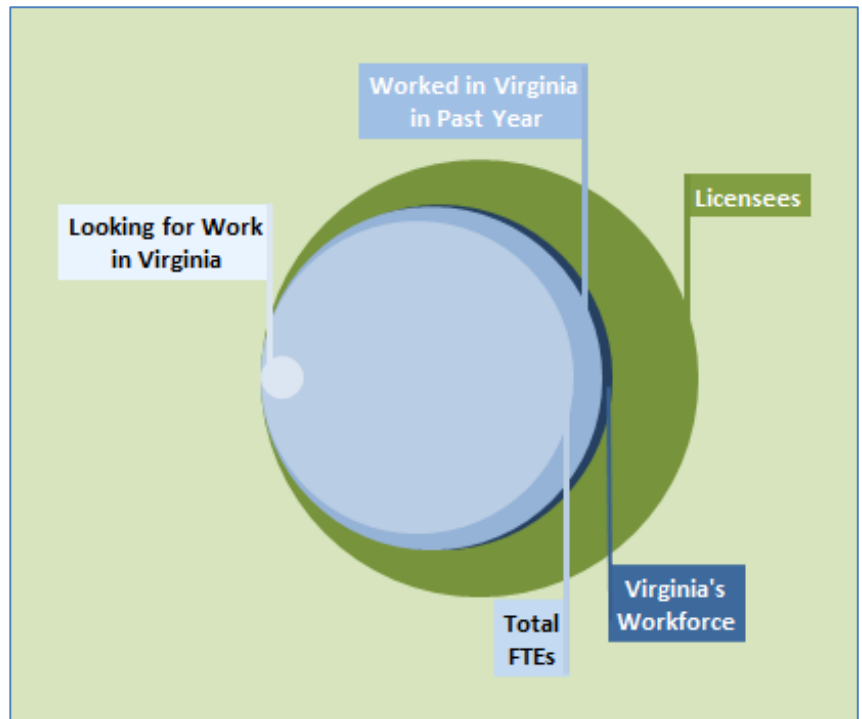 Worked in Virginia
in Past Year
Licensees
Looking for Work
in Virginia
Virginia's
Workforce
Total
FTEs